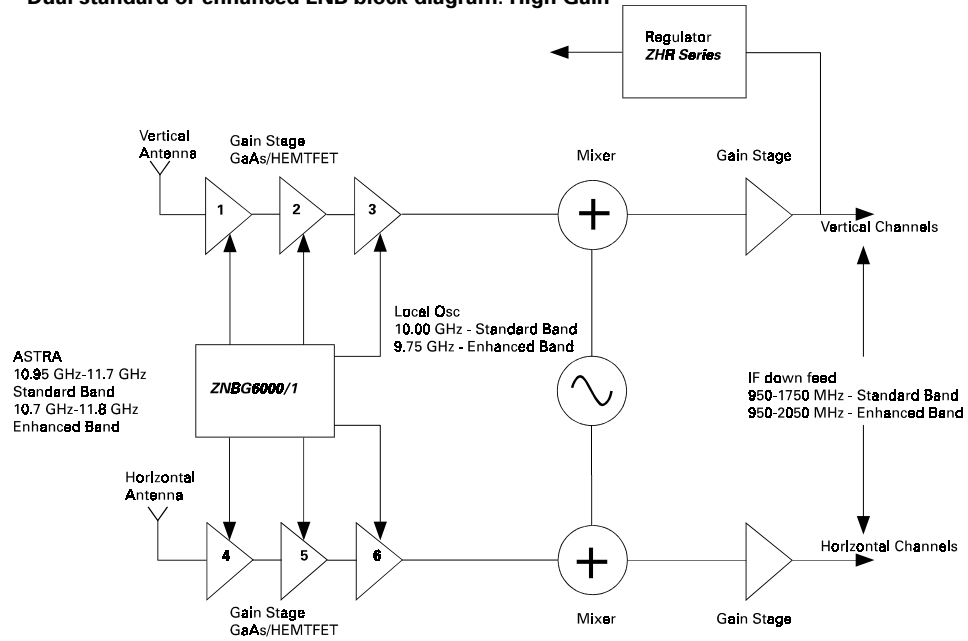 Dual standard or enhanced LNB block diagram: High Gain
Regulator
ZHR Series
Vertical
Antenna
Gain Stage
GaAs/HEMTFET
Mixer
Gain Stage
1
2
3
+
Vertical Channels
Local Osc
10.00 GHz - Standard Band
9.75 GHz - Enhanced Band
ASTRA
10.95 GHz-11.7 GHz
Standard Band
10.7 GHz-11.8 GHz
Enhanced Band
ZNBG6000/1
IF down feed
950-1750 MHz - Standard Band
950-2050 MHz - Enhanced Band
Horizontal
Antenna
4
5
6
+
Horizontal Channels
Gain Stage
GaAs/HEMTFET
Mixer
Gain Stage